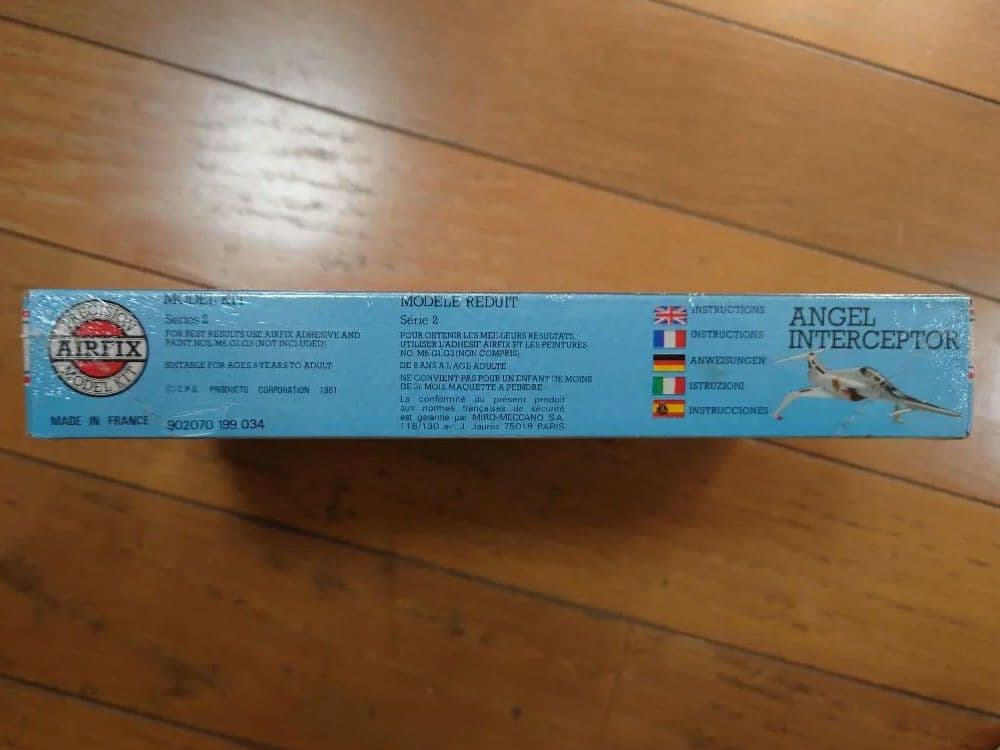 PRECISION
AIRFIX
MODEL KIT
MADE IN FRANCE
MODEL KIT
Series 2
FOR BEST RESULTS USE AIRFIX ADHESIVE AND
PAINT NOS. M6.G1.G3 (NOT INCLUDED)
SUITABLE FOR AGES 8 YEARS TO ADULT
© C.P.G. PRODUCTS CORPORATION 1981
902070 199 034
MODELE REDUIT
Série 2
POUR OBTENIR LES MEILLEURS RESULTATS,
UTILISER L'ADHESIF AIRFIX ET LES PEINTURES
NO. M6.G1.G3 (NON COMPRIS)
DE 8 ANS A L'AGE ADULTE
NE CONVIENT PAS POUR UN ENFANT DE MOINS
DE 36 MOIS, MAQUETTE A PEINDRE
La conformité du présent produit
aux normes françaises de sécurité
est garantie par MIRO-MECCANO S.A.
118/130 av. J. Jaurès 75019 PARIS
INSTRUCTIONS
INSTRUCTIONS
ANWEISUNGEN
ISTRUZIONI
INSTRUCCIONES
ANGEL
INTERCEPTOR